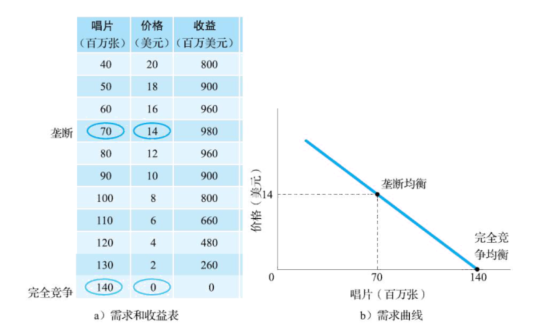 唱片 价格 收益
（百万张） （美元） （百万美元）
40 20 800
50 18 900
60 16 960
垄断 70 14 980
80 12 960
90 10 900
100 8 800
110 6 660
120 4 480
130 2 260
完全竞争 140 0 0
a）需求和收益表
价格（美元）
14
垄断均衡
完全竞
争均衡
0 70 140
唱片（百万张）
b）需求曲线